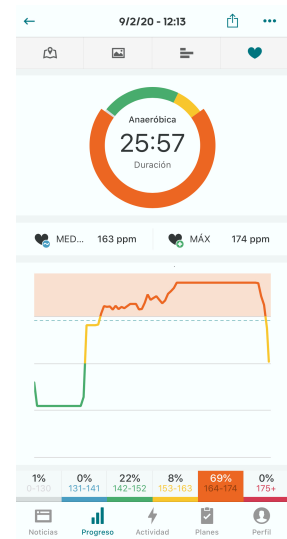 9/2/20 - 12:13
Anaeróbica
25:57
Duración
MED... 163 ppm MÁX 174 ppm
1% 0% 22% 8% 69% 0%
0-130 131-141 142-152 153-163 164-174 175+
Noticias Progreso Actividad Planes Perfil